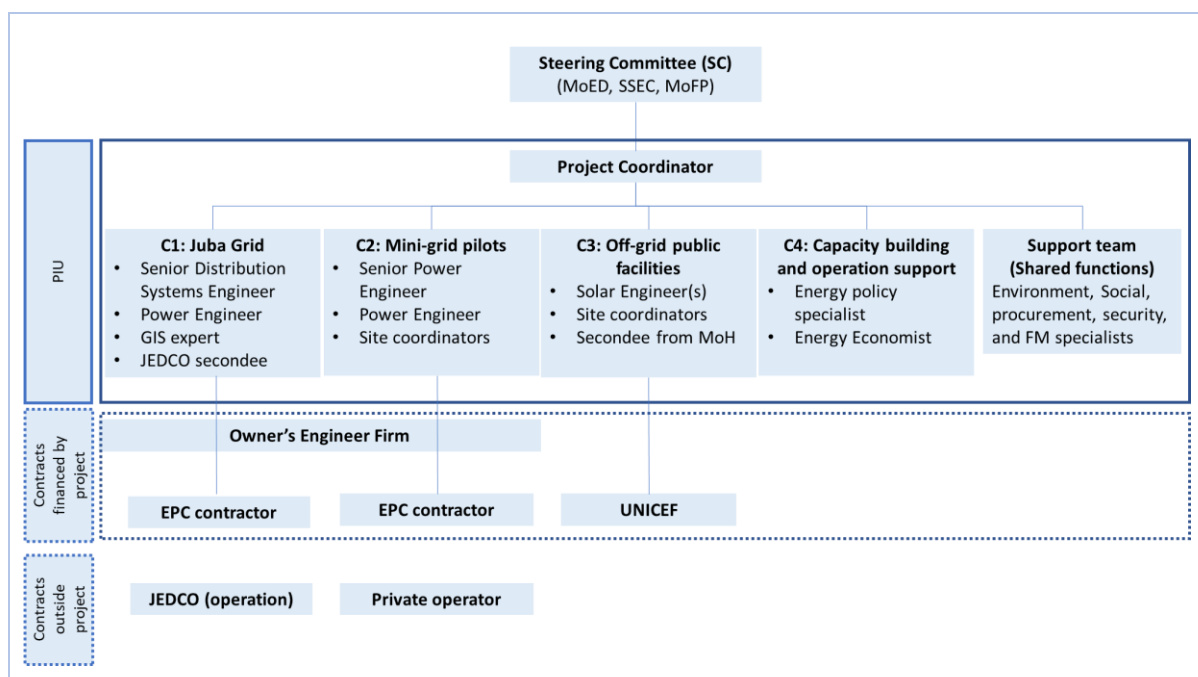 Steering Committee (SC)
(MoED, SSEC, MoFP)
PIU
Project Coordinator
C1: Juba Grid
• Senior Distribution
Systems Engineer
• Power Engineer
• GIS expert
• JEDCO secondee
C2: Mini-grid pilots
• Senior Power
Engineer
• Power Engineer
• Site coordinators
C3: Off-grid public
facilities
• Solar Engineer(s)
• Site coordinators
• Secondee from MoH
C4: Capacity building
and operation support
• Energy policy
specialist
• Energy Economist
Support team
(Shared functions)
Environment, Social,
procurement, security,
and FM specialists
Contracts
financed by
project
Owner’s Engineer Firm
EPC contractor
EPC contractor
UNICEF
Contracts
outside
project
JEDCO (operation)
Private operator